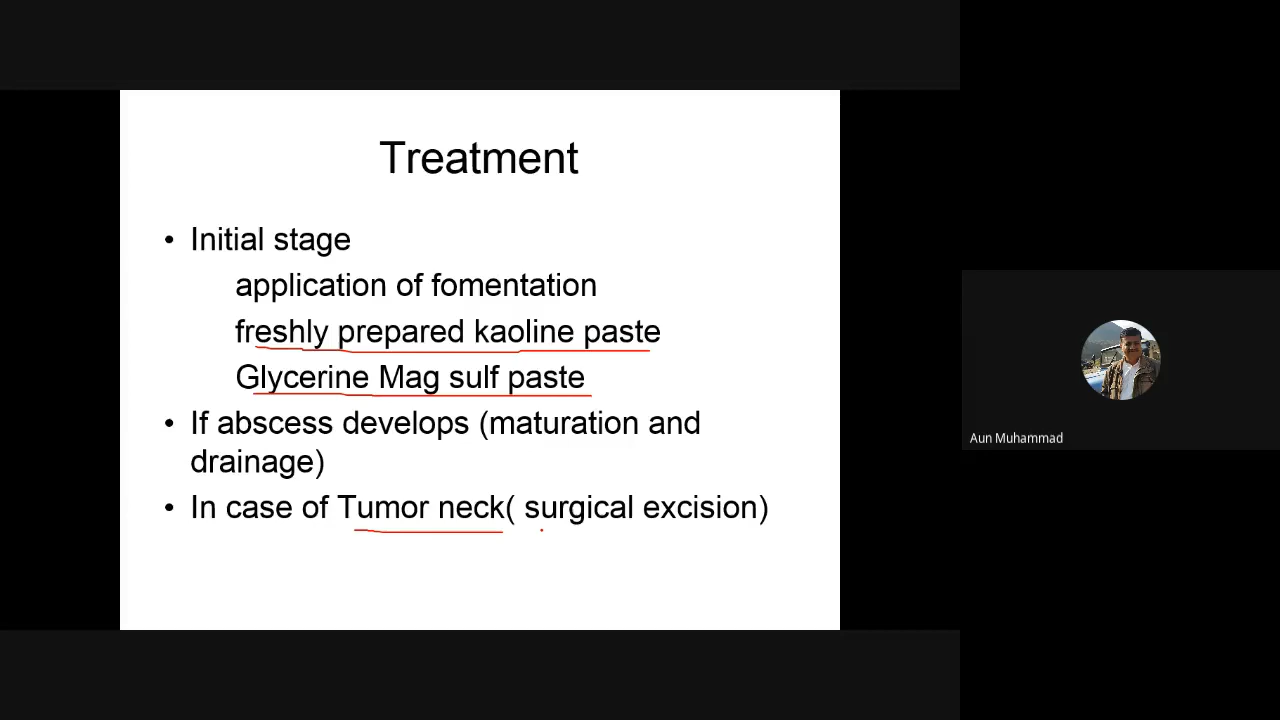 Treatment
• Initial stage
application of fomentation
freshly prepared kaoline paste
Glycerine Mag sulf paste
• If abscess develops (maturation and
drainage)
• In case of Tumor neck( surgical excision)
Aun Muhammad